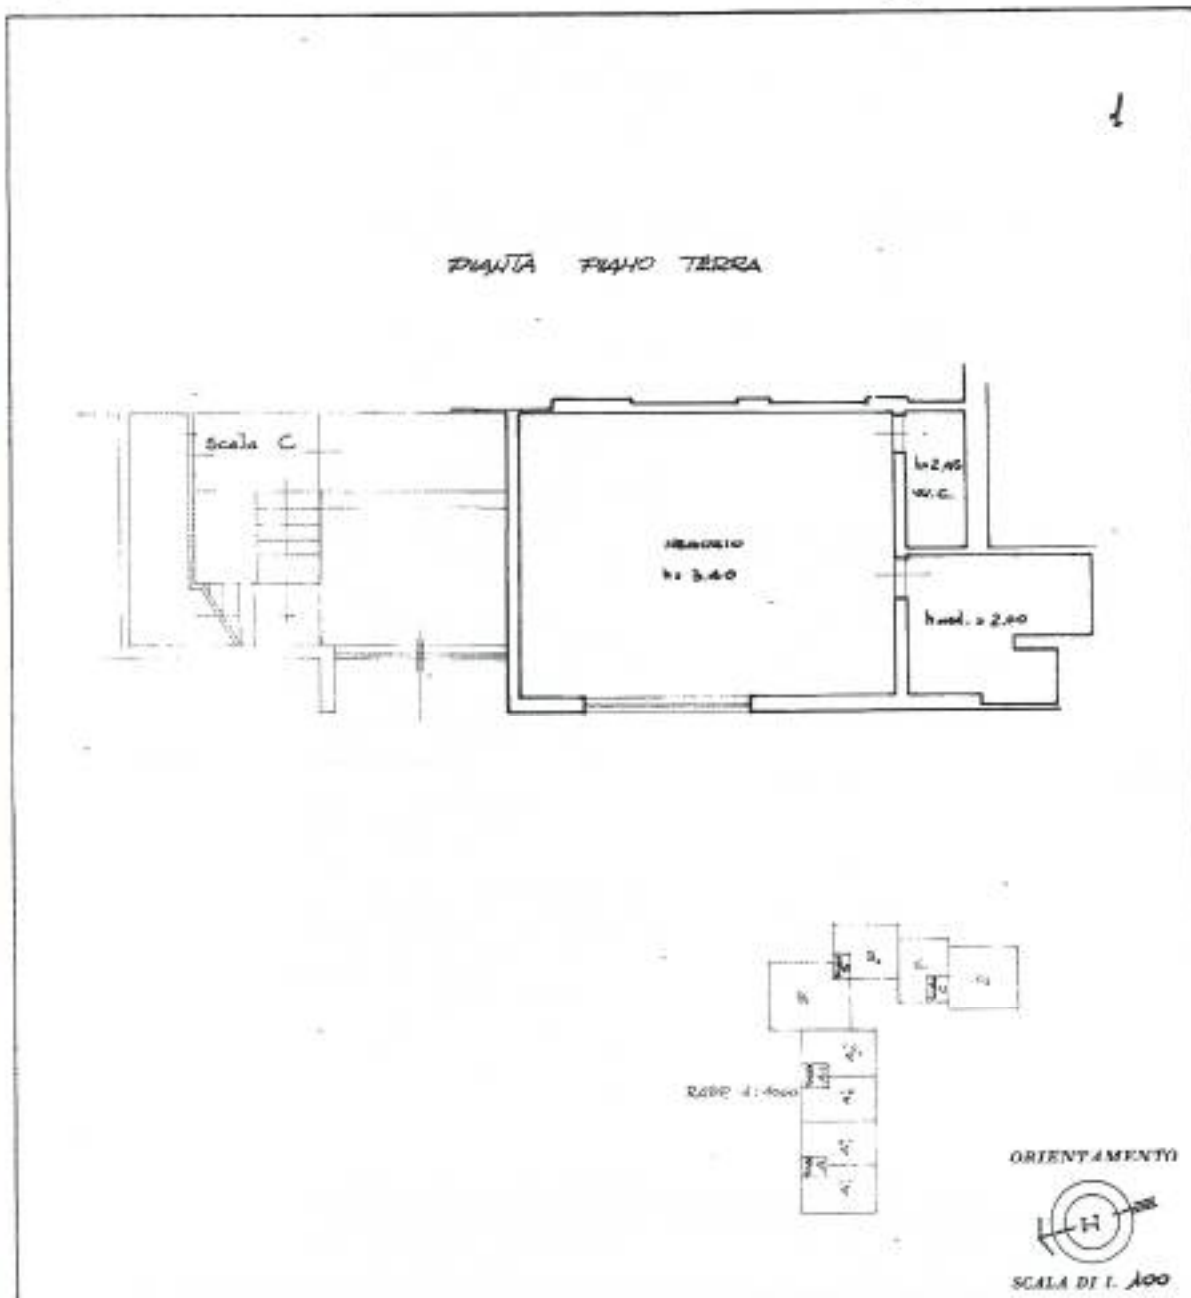 1
PIANTA PIANO TERRA
Scala C
h=2,45
W.C.
NEGOZIO
h= 3.40
h med. = 2.00
B
RAPP. 1:1000
ORIENTAMENTO
SCALA DI 1. 100